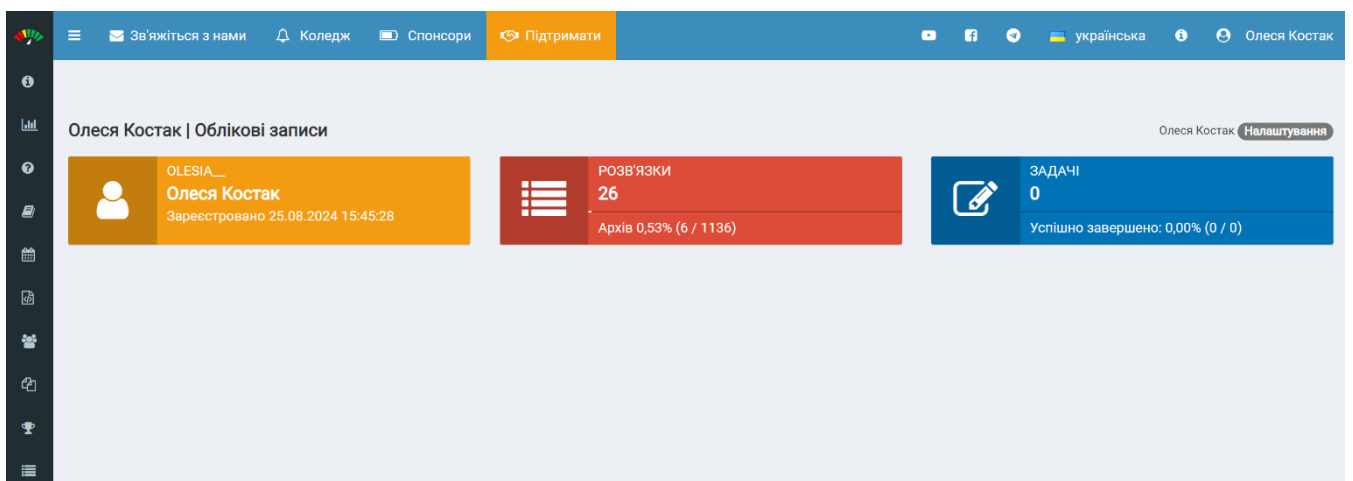 Зв'яжіться з нами Коледж Спонсори Підтримати українська Олеся Костак
Олеся Костак | Облікові записи
Олеся Костак Налаштування
OLESIA__
Олеся Костак
Зареєстровано 25.08.2024 15:45:28
РОЗВ'ЯЗКИ
26
Архів 0,53% (6 / 1136)
ЗАДАЧІ
0
Успішно завершено: 0,00% (0 / 0)